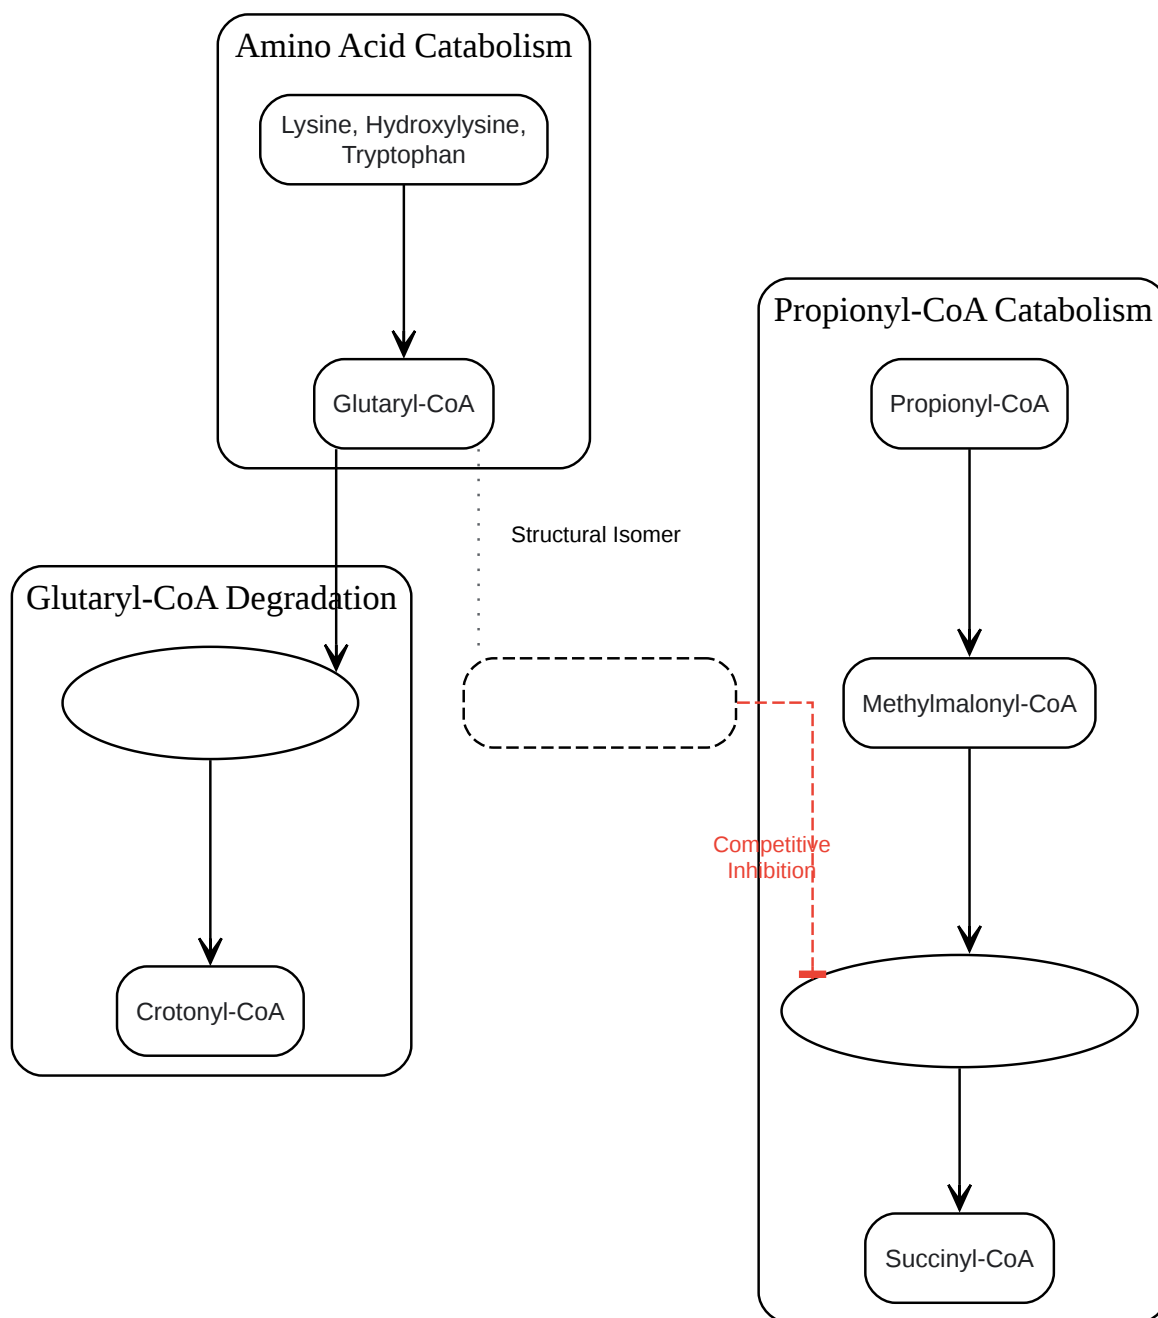 Amino Acid Catabolism
Lysine, Hydroxylysine,
Tryptophan
Glutaryl-CoA
Structural Isomer
Glutaryl-CoA Degradation
Crotonyl-CoA
Propionyl-CoA Catabolism
Propionyl-CoA
Methylmalonyl-CoA
Competitive
Inhibition
Succinyl-CoA